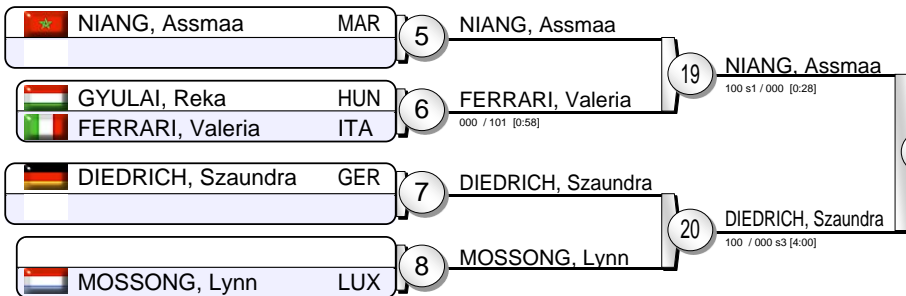 NIANG, Assmaa MAR
5
NIANG, Assmaa
19
NIANG, Assmaa
100 s1 / 000 [0:28]
GYULAI, Reka HUN
FERRARI, Valeria ITA
6
FERRARI, Valeria
000 / 101 [0:58]
DIEDRICH, Szaundra GER
7
DIEDRICH, Szaundra
20
DIEDRICH, Szaundra
100 / 000 s3 [4:00]
MOSSONG, Lynn LUX
8
MOSSONG, Lynn